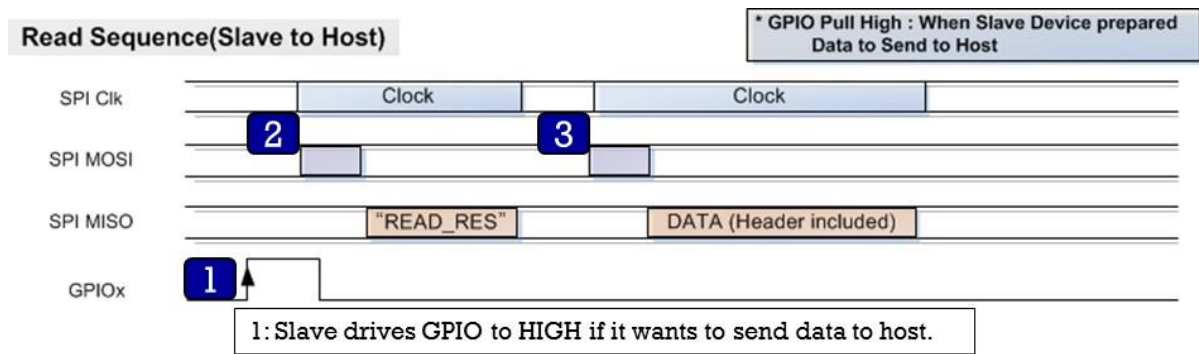 Read Sequence(Slave to Host)
* GPIO Pull High : When Slave Device prepared
Data to Send to Host
SPI Clk
Clock
Clock
2
3
SPI MOSI
SPI MISO
"READ_RES"
DATA (Header included)
1
GPIOx
1: Slave drives GPIO to HIGH if it wants to send data to host.